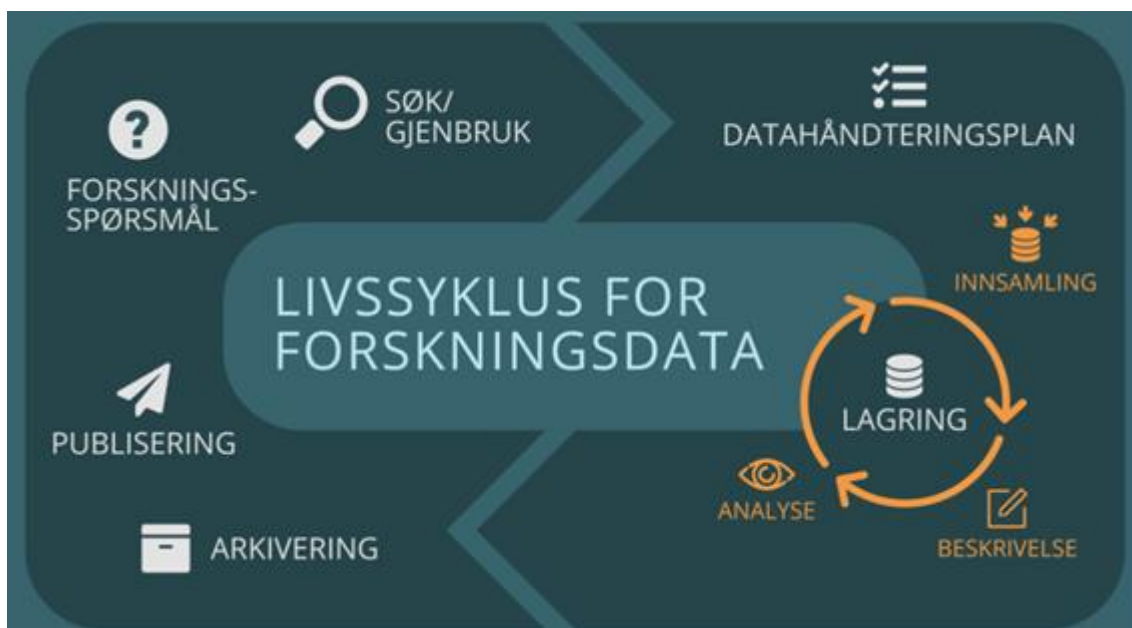 SØK/
GJENBRUK
FORSKNINGS-
SPØRSMÅL
DATAHÅNDTERINGSPLAN
INNSAMLING
LIVSSYKLUS FOR
FORSKNINGSDATA
LAGRING
ANALYSE
BESKRIVELSE
PUBLISERING
ARKIVERING